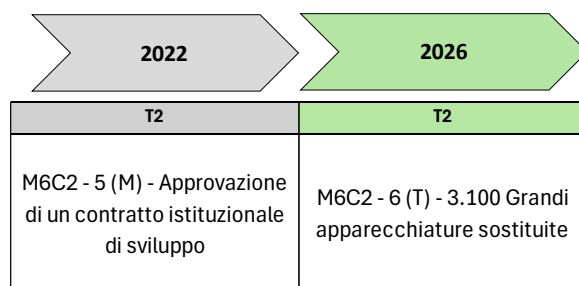 2022
2026
T2
T2
M6C2 - 5 (M) - Approvazione
di un contratto istituzionale
di sviluppo
M6C2 - 6 (T) - 3.100 Grandi
apparecchiature sostituite